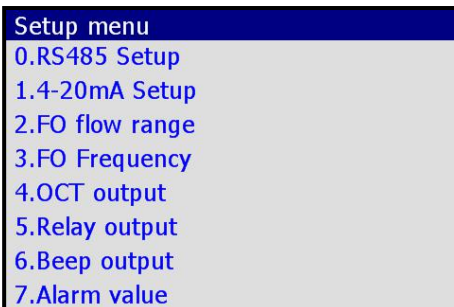 Setup menu
0.RS485 Setup
1.4-20mA Setup
2.FO flow range
3.FO Frequency
4.OCT output
5.Relay output
6.Beep output
7.Alarm value